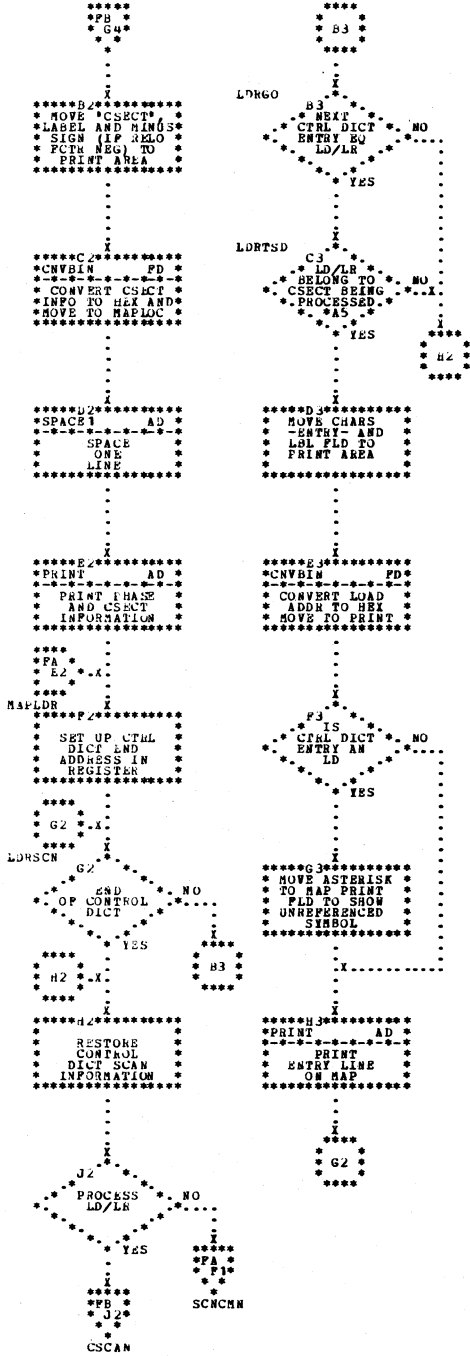 FB
G4
B2
MOVE 'CSECT',
LABEL AND MINUS
SIGN (IF RELO
FCTR NEG) TO
PRINT AREA
C2
CNVBIN FD
CONVERT CSECT
INFO TO HEX AND
MOVE TO MAPLOC
D2
SPACE1 AD
SPACE
ONE
LINE
E2
PRINT AD
PRINT PHASE
AND CSECT
INFORMATION
FA
E2
MAPLDR
F2
SET UP CTRL
DICT END
ADDRESS IN
REGISTER
G2
LDRSCN
G2
END
OF CONTROL
DICT
NO
YES
B3
H2
H2
RESTORE
CONTROL
DICT SCAN
INFORMATION
J2
PROCESS
LD/LR
NO
YES
FA
F1
SCNCMN
FB
J2
CSCAN
B3
LDRGO
B3
NEXT
CTRL DICT
ENTRY EQ
LD/LR
NO
YES
LDRTSD
C3
LD/LR
BELONG TO
CSECT BEING
PROCESSED
A5
NO
YES
H2
D3
MOVE CHARS
-ENTRY- AND
LBL FLD TO
PRINT AREA
E3
CNVBIN FD
CONVERT LOAD
ADDR TO HEX
MOVE TO PRINT
F3
IS
CTRL DICT
ENTRY AN
LD
NO
YES
G3
MOVE ASTERISK
TO MAP PRINT
FLD TO SHOW
UNREFERENCED
SYMBOL
H3
PRINT AD
PRINT
ENTRY LINE
ON MAP
G2